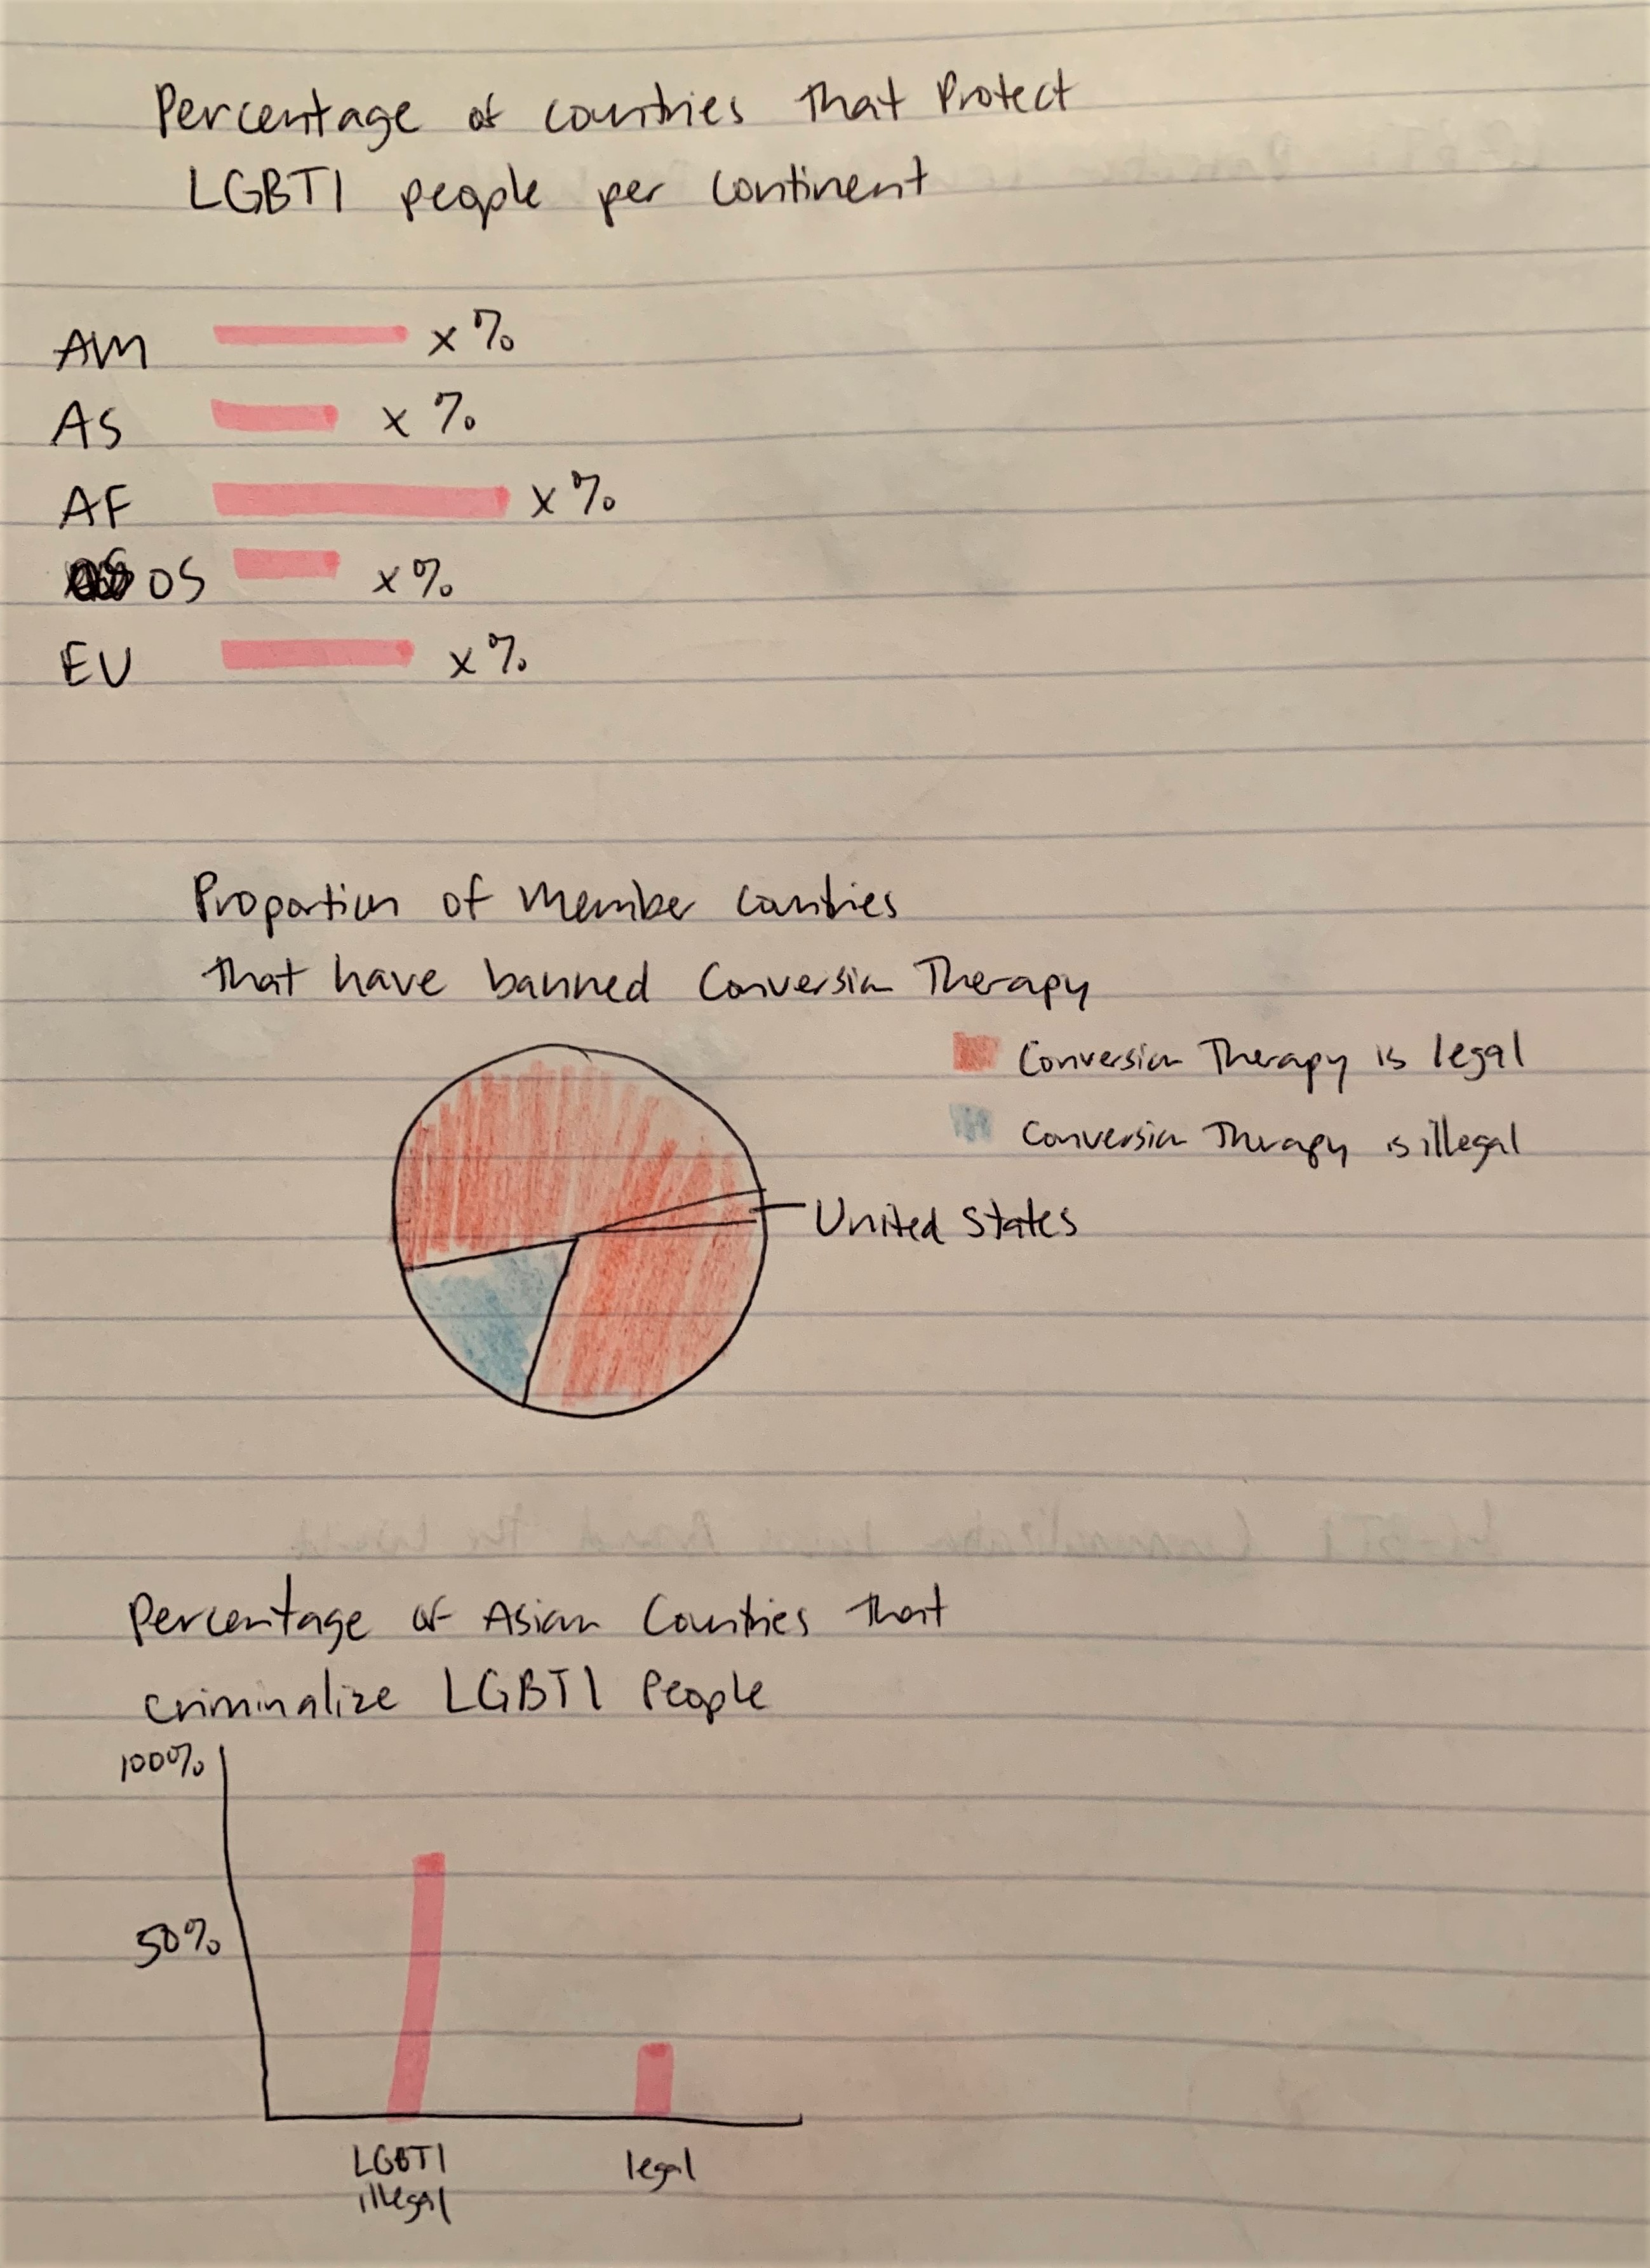 Percentage of countries that Protect
LGBTI people per continent
AM x%
AS x%
AF x%
OS x%
EU x%
Proportion of Member Countries
that have banned Conversion Therapy
Conversion Therapy is legal
Conversion Therapy is illegal
United States
Percentage of Asian Countries that
criminalize LGBTI People
100%
50%
LGBTI legal
illegal